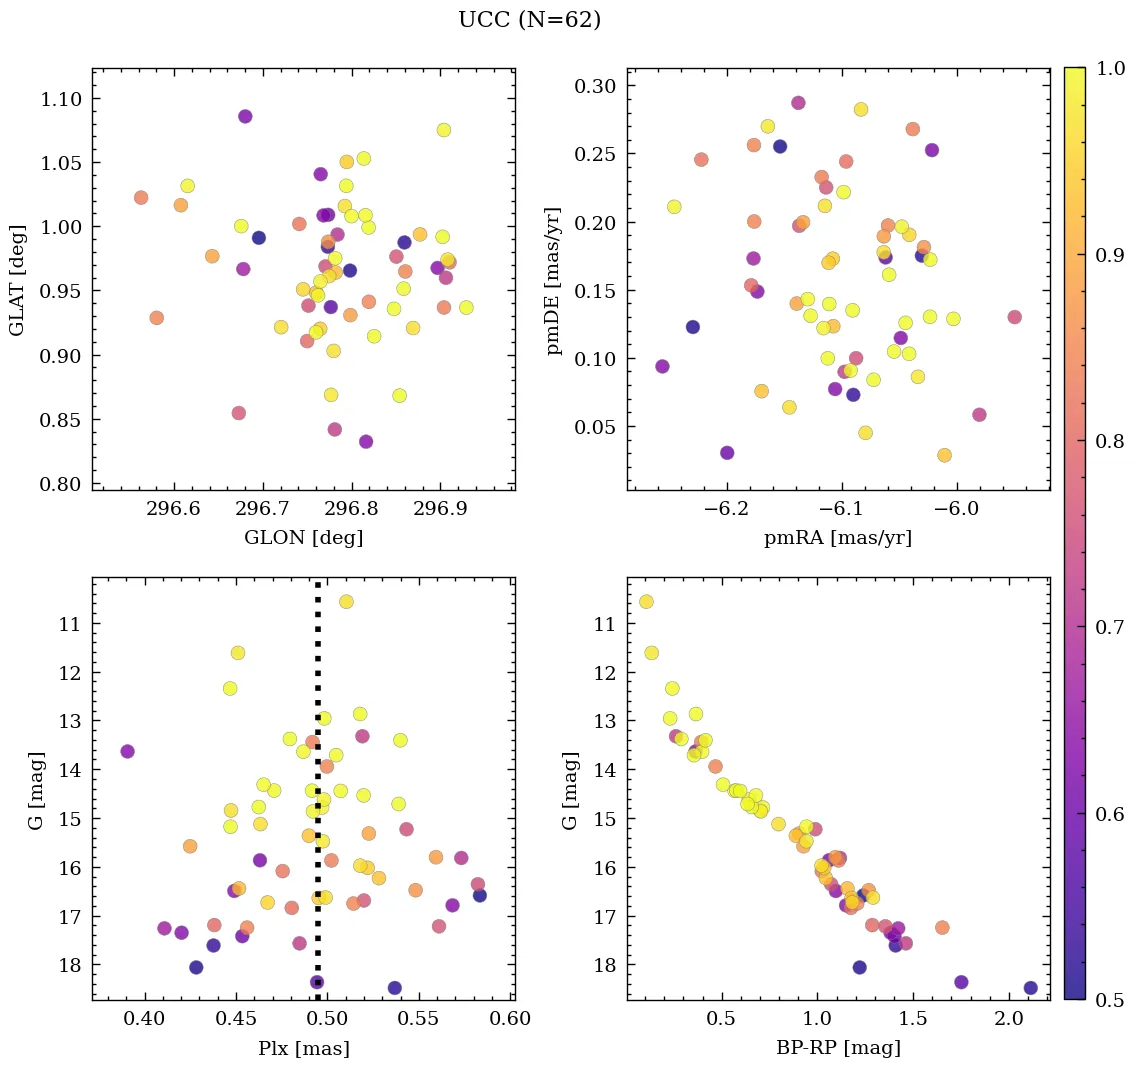 UCC (N=62)
1.10
1.05
1.00
0.95
0.90
0.85
0.80
GLAT [deg]
296.6 296.7 296.8 296.9
GLON [deg]
0.30
0.25
0.20
0.15
0.10
0.05
pmDE [mas/yr]
−6.2 −6.1 −6.0
pmRA [mas/yr]
11
12
13
14
15
16
17
18
G [mag]
0.40 0.45 0.50 0.55 0.60
Plx [mas]
11
12
13
14
15
16
17
18
G [mag]
0.5 1.0 1.5 2.0
BP-RP [mag]
1.0
0.9
0.8
0.7
0.6
0.5